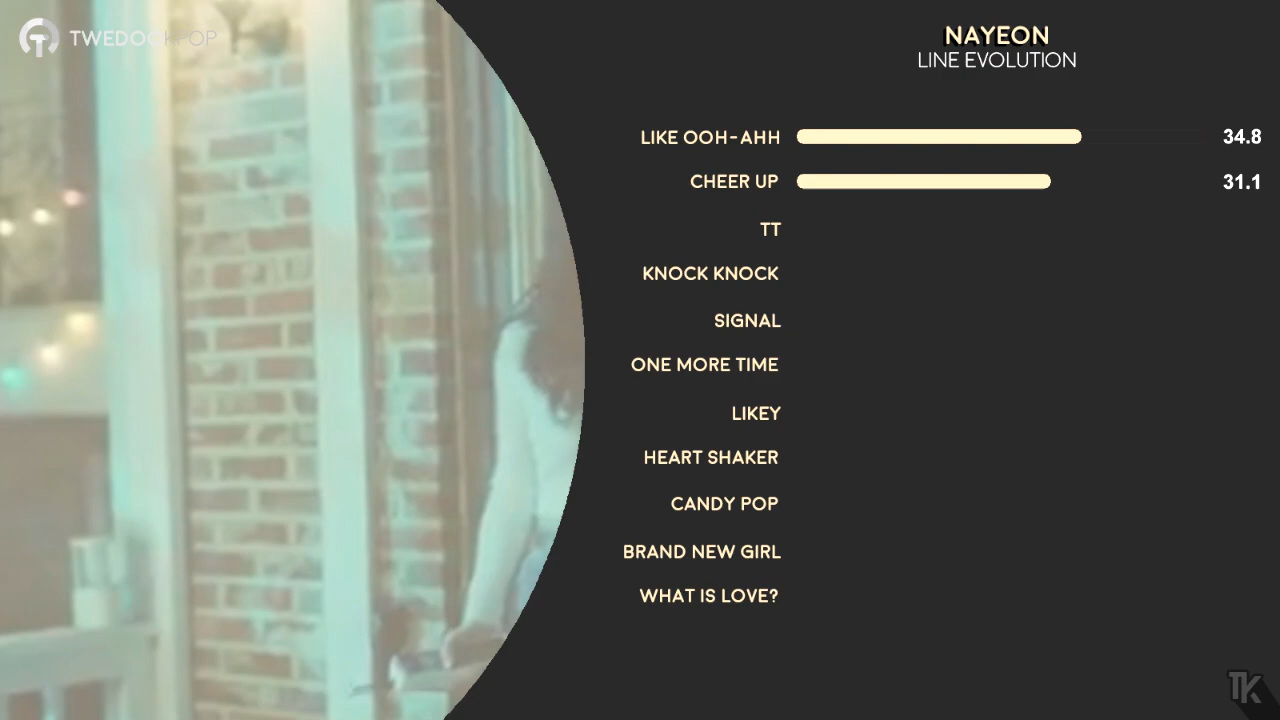 TWEDOCKPOP
NAYEON
LINE EVOLUTION
LIKE OOH-AHH 34.8
CHEER UP 31.1
TT
KNOCK KNOCK
SIGNAL
ONE MORE TIME
LIKEY
HEART SHAKER
CANDY POP
BRAND NEW GIRL
WHAT IS LOVE?
TK